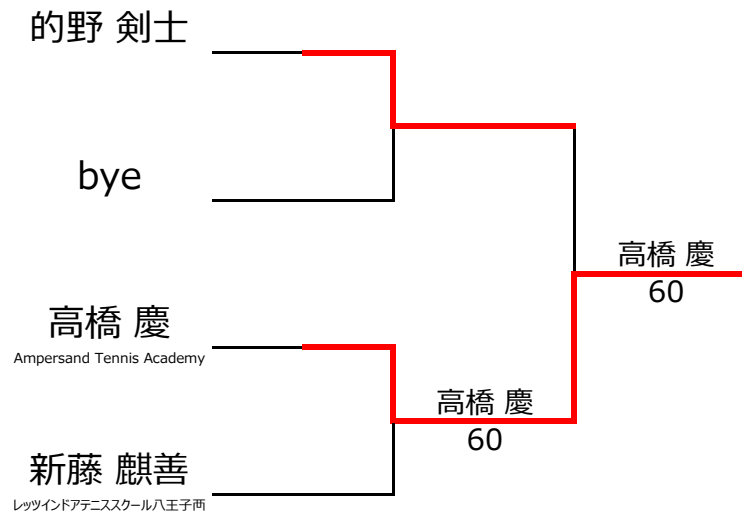 的野 剣士
bye
高橋 慶
Ampersand Tennis Academy
新藤 麒善
レッツインドアテニススクール八王子西
高橋 慶
60
高橋 慶
60